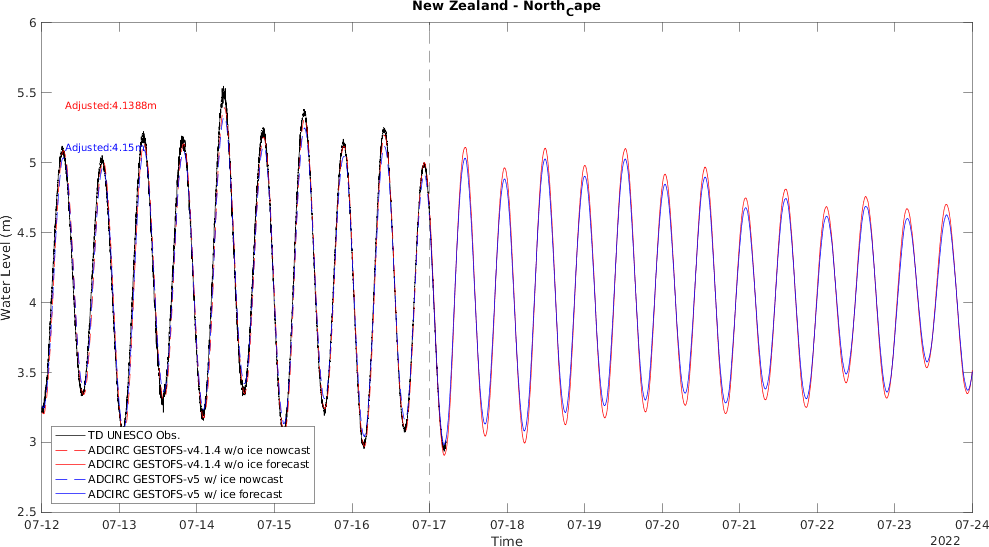 New Zealand - NorthCape
6
5.5
5
4.5
4
3.5
3
2.5
Water Level (m)
Adjusted:4.1388m
Adjusted:4.15m
TD UNESCO Obs.
ADCIRC GESTOFS-v4.1.4 w/o ice nowcast
ADCIRC GESTOFS-v4.1.4 w/o ice forecast
ADCIRC GESTOFS-v5 w/ ice nowcast
ADCIRC GESTOFS-v5 w/ ice forecast
07-12 07-13 07-14 07-15 07-16 07-17 07-18 07-19 07-20 07-21 07-22 07-23 07-24
Time
2022